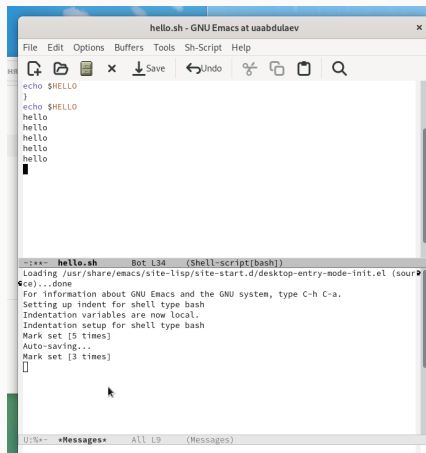 hello.sh - GNU Emacs at uaabdulaev ×
File Edit Options Buffers Tools Sh-Script Help
Save Undo
echo $HELLO
}
echo $HELLO
hello
hello
hello
hello
hello
-:**- hello.sh Bot L34 (Shell-script[bash])
Loading /usr/share/emacs/site-lisp/site-start.d/desktop-entry-mode-init.el (sour
ce)...done
For information about GNU Emacs and the GNU system, type C-h C-a.
Setting up indent for shell type bash
Indentation variables are now local.
Indentation setup for shell type bash
Mark set [5 times]
Auto-saving...
Mark set [3 times]
U:%*- *Messages* All L9 (Messages)